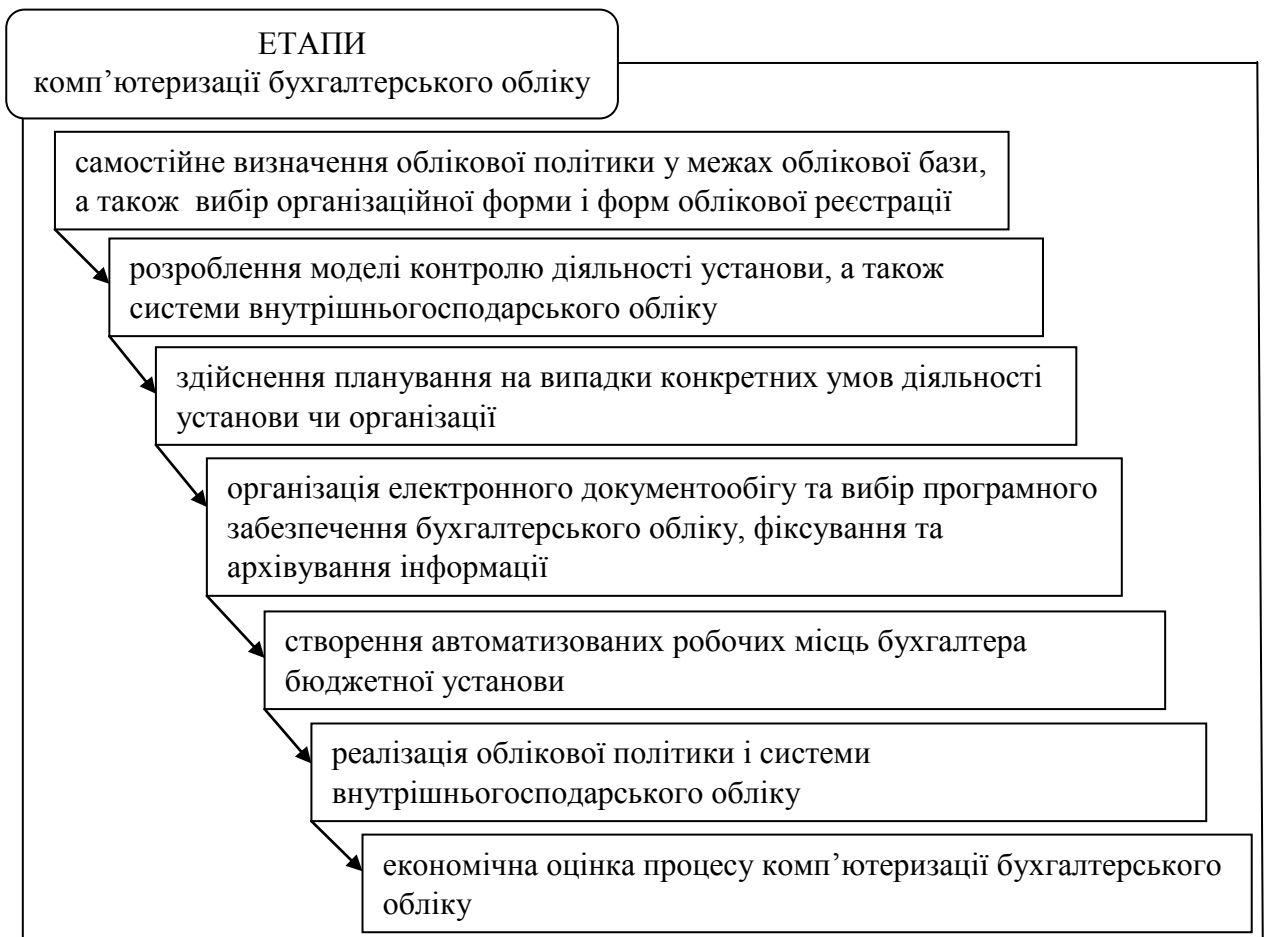 ЕТАПИ
комп’ютеризації бухгалтерського обліку
самостійне визначення облікової політики у межах облікової бази,
а також вибір організаційної форми і форм облікової реєстрації
розроблення моделі контролю діяльності установи, а також
системи внутрішньогосподарського обліку
здійснення планування на випадки конкретних умов діяльності
установи чи організації
організація електронного документообігу та вибір програмного
забезпечення бухгалтерського обліку, фіксування та
архівування інформації
створення автоматизованих робочих місць бухгалтера
бюджетної установи
реалізація облікової політики і системи
внутрішньогосподарського обліку
економічна оцінка процесу комп’ютеризації бухгалтерського
обліку